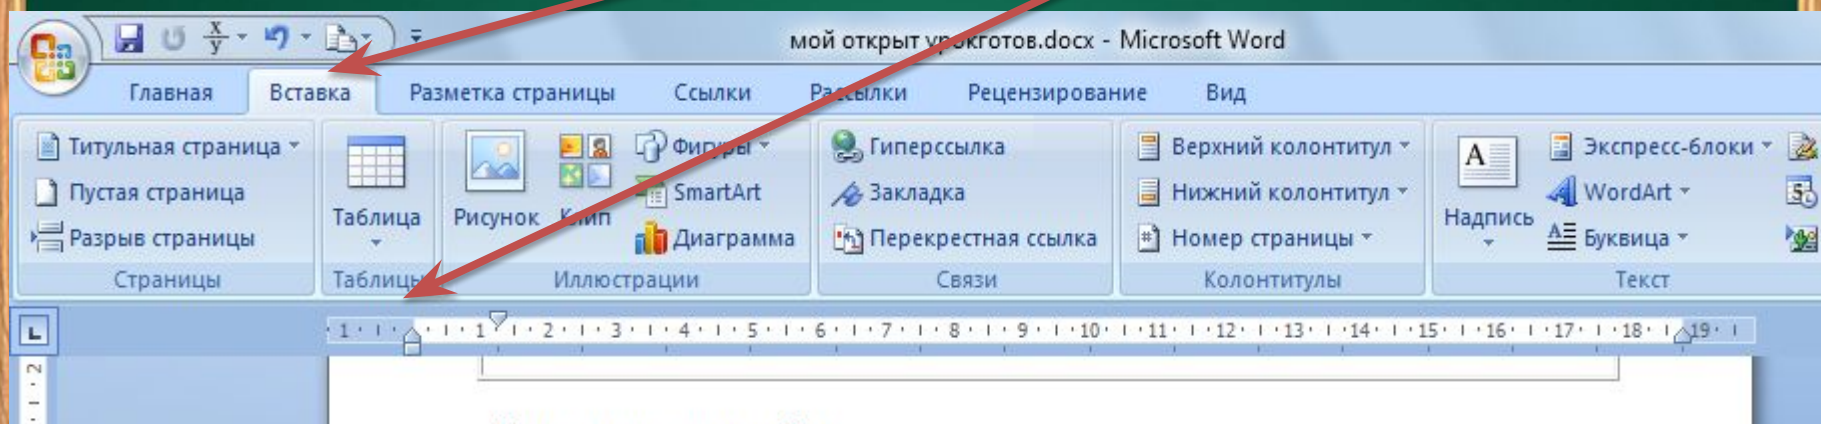 мой открыт урокготов.docx - Microsoft Word
Главная Вставка Разметка страницы Ссылки Рассылки Рецензирование Вид
Титульная страница
Пустая страница
Разрыв страницы
Страницы
Таблица
Таблицы
Рисунок
Клип
Фигуры
SmartArt
Диаграмма
Иллюстрации
Гиперссылка
Закладка
Перекрестная ссылка
Связи
Верхний колонтитул
Нижний колонтитул
Номер страницы
Колонтитулы
Надпись
Экспресс-блоки
WordArt
Буквица
Текст
1 1 2 3 4 5 6 7 8 9 10 11 12 13 14 15 16 17 18 19
2